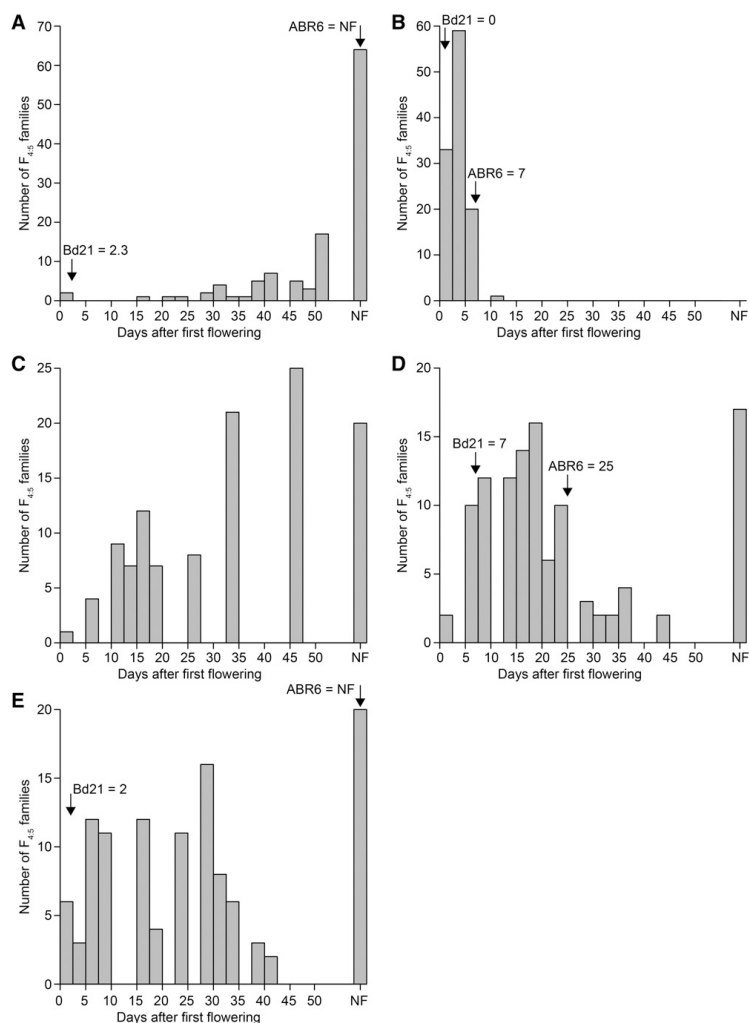 A
ABR6 = NF
Bd21 = 2.3
Number of F4:5 families
70
60
50
40
30
20
10
0
0 5 10 15 20 25 30 35 40 45 50 NF
Days after first flowering
B
Bd21 = 0
ABR6 = 7
Number of F4:5 families
60
50
40
30
20
10
0
0 5 10 15 20 25 30 35 40 45 50 NF
Days after first flowering
C
Number of F4:5 families
25
20
15
10
5
0
0 5 10 15 20 25 30 35 40 45 50 NF
Days after first flowering
D
Bd21 = 7
ABR6 = 25
Number of F4:5 families
20
15
10
5
0
0 5 10 15 20 25 30 35 40 45 50 NF
Days after first flowering
E
ABR6 = NF
Bd21 = 2
Number of F4:5 families
20
15
10
5
0
0 5 10 15 20 25 30 35 40 45 50 NF
Days after first flowering